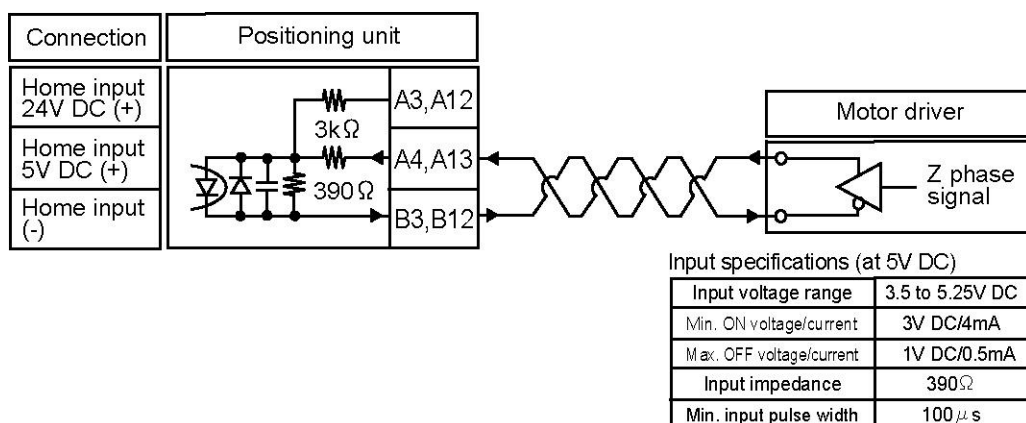 Connection
Positioning unit
Home input
24V DC (+)
Home input
5V DC (+)
Home input
(-)
3kΩ
390Ω
A3,A12
A4,A13
B3,B12
Motor driver
Z phase
signal
Input specifications (at 5V DC)
Input voltage range 3.5 to 5.25V DC
Min. ON voltage/current 3V DC/4mA
Max. OFF voltage/current 1V DC/0.5mA
Input impedance 390Ω
Min. input pulse width 100μs